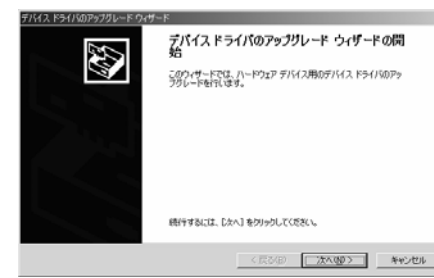 デバイス ドライバのアップグレード ウィザード
デバイス ドライバのアップグレード ウィザードの開
始
このウィザードでは、ハードウェア デバイス用のデバイス ドライバのアッ
プグレードを行います。
続行するには、[次へ] をクリックしてください。
< 戻る(B)
次へ(N) >
キャンセル